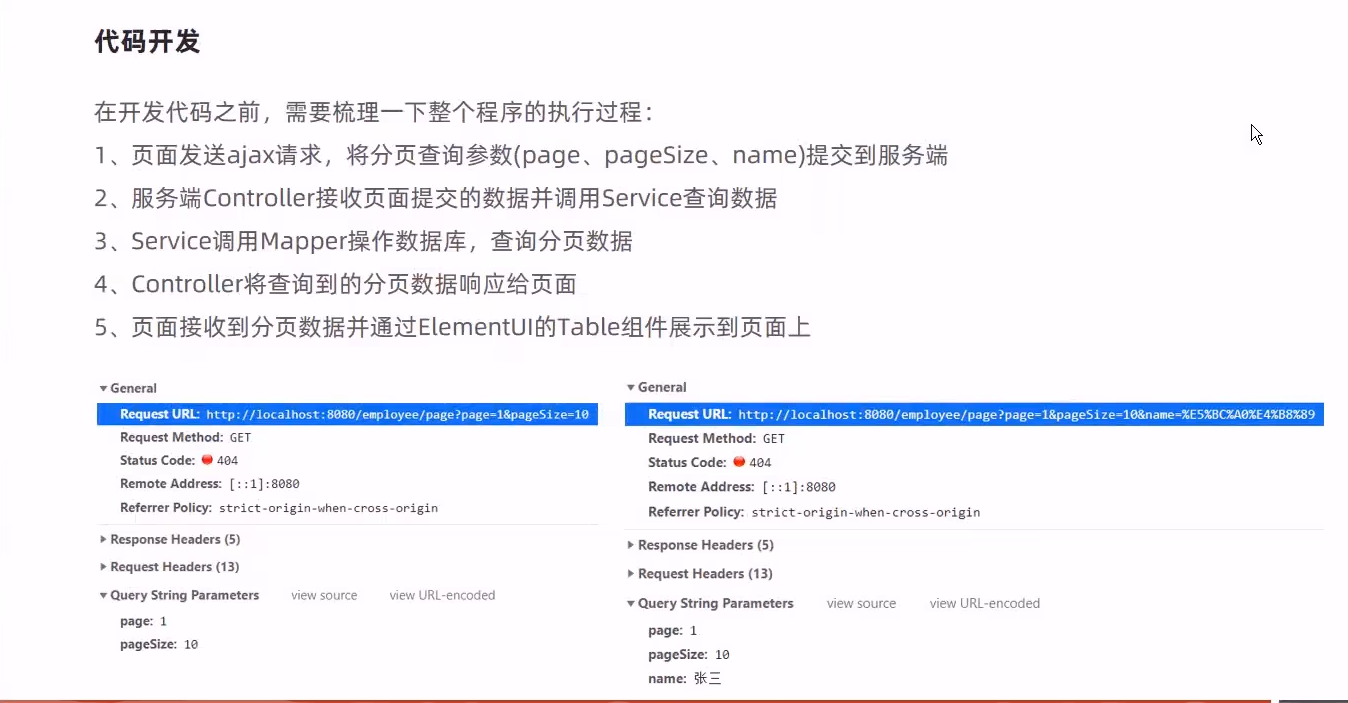 代码开发
在开发代码之前，需要梳理一下整个程序的执行过程：
1、页面发送ajax请求，将分页查询参数(page、pageSize、name)提交到服务端
2、服务端Controller接收页面提交的数据并调用Service查询数据
3、Service调用Mapper操作数据库，查询分页数据
4、Controller将查询到的分页数据响应给页面
5、页面接收到分页数据并通过ElementUI的Table组件展示到页面上
General
Request URL: http://localhost:8080/employee/page?page=1&pageSize=10
Request Method: GET
Status Code: 404
Remote Address: [::1]:8080
Referrer Policy: strict-origin-when-cross-origin
Response Headers (5)
Request Headers (13)
Query String Parameters view source view URL-encoded
page: 1
pageSize: 10
General
Request URL: http://localhost:8080/employee/page?page=1&pageSize=10&name=%E5%BC%A0%E4%B8%89
Request Method: GET
Status Code: 404
Remote Address: [::1]:8080
Referrer Policy: strict-origin-when-cross-origin
Response Headers (5)
Request Headers (13)
Query String Parameters view source view URL-encoded
page: 1
pageSize: 10
name: 张三